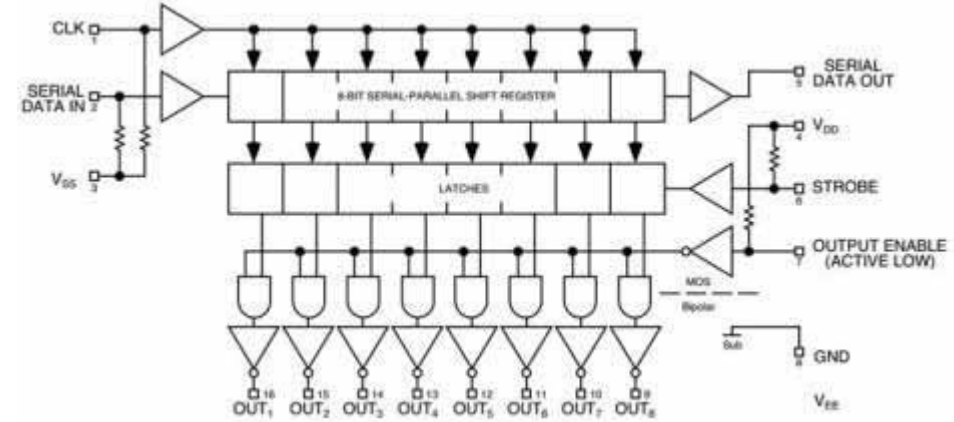 CLK 1
SERIAL DATA IN 2
V_SS 3
8-BIT SERIAL-PARALLEL SHIFT REGISTER
SERIAL DATA OUT 5
V_DD 4
LATCHES
STROBE 6
OUTPUT ENABLE (ACTIVE LOW) 7
MOS
Bipolar
Sub
GND 8
V_EE
16 15 14 13 12 11 10 9
OUT1 OUT2 OUT3 OUT4 OUT5 OUT6 OUT7 OUT8